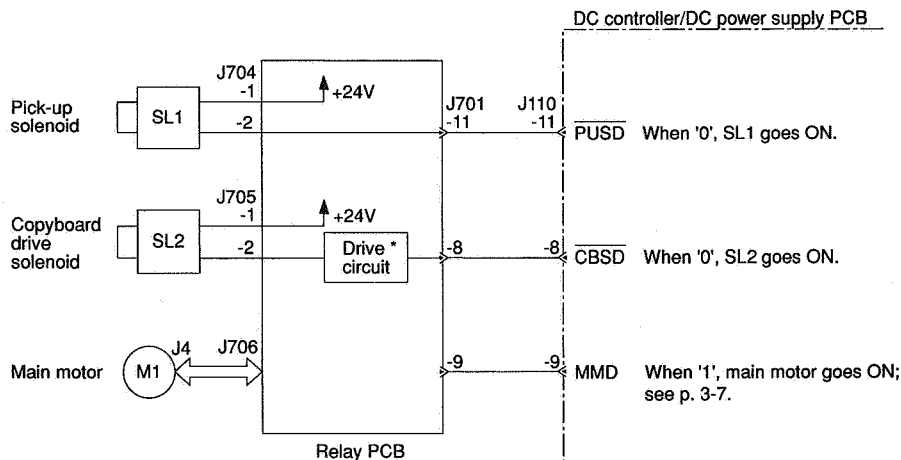 DC controller/DC power supply PCB
J704
-1
+24V
J701
J110
Pick-up
solenoid
SL1
-2
-11
-11
PUSD
When '0', SL1 goes ON.
J705
-1
+24V
Copyboard
drive
solenoid
SL2
-2
Drive *
circuit
-8
-8
CBSD
When '0', SL2 goes ON.
Main motor
M1
J4
J706
-9
-9
MMD
When '1', main motor goes ON;
see p. 3-7.
Relay PCB